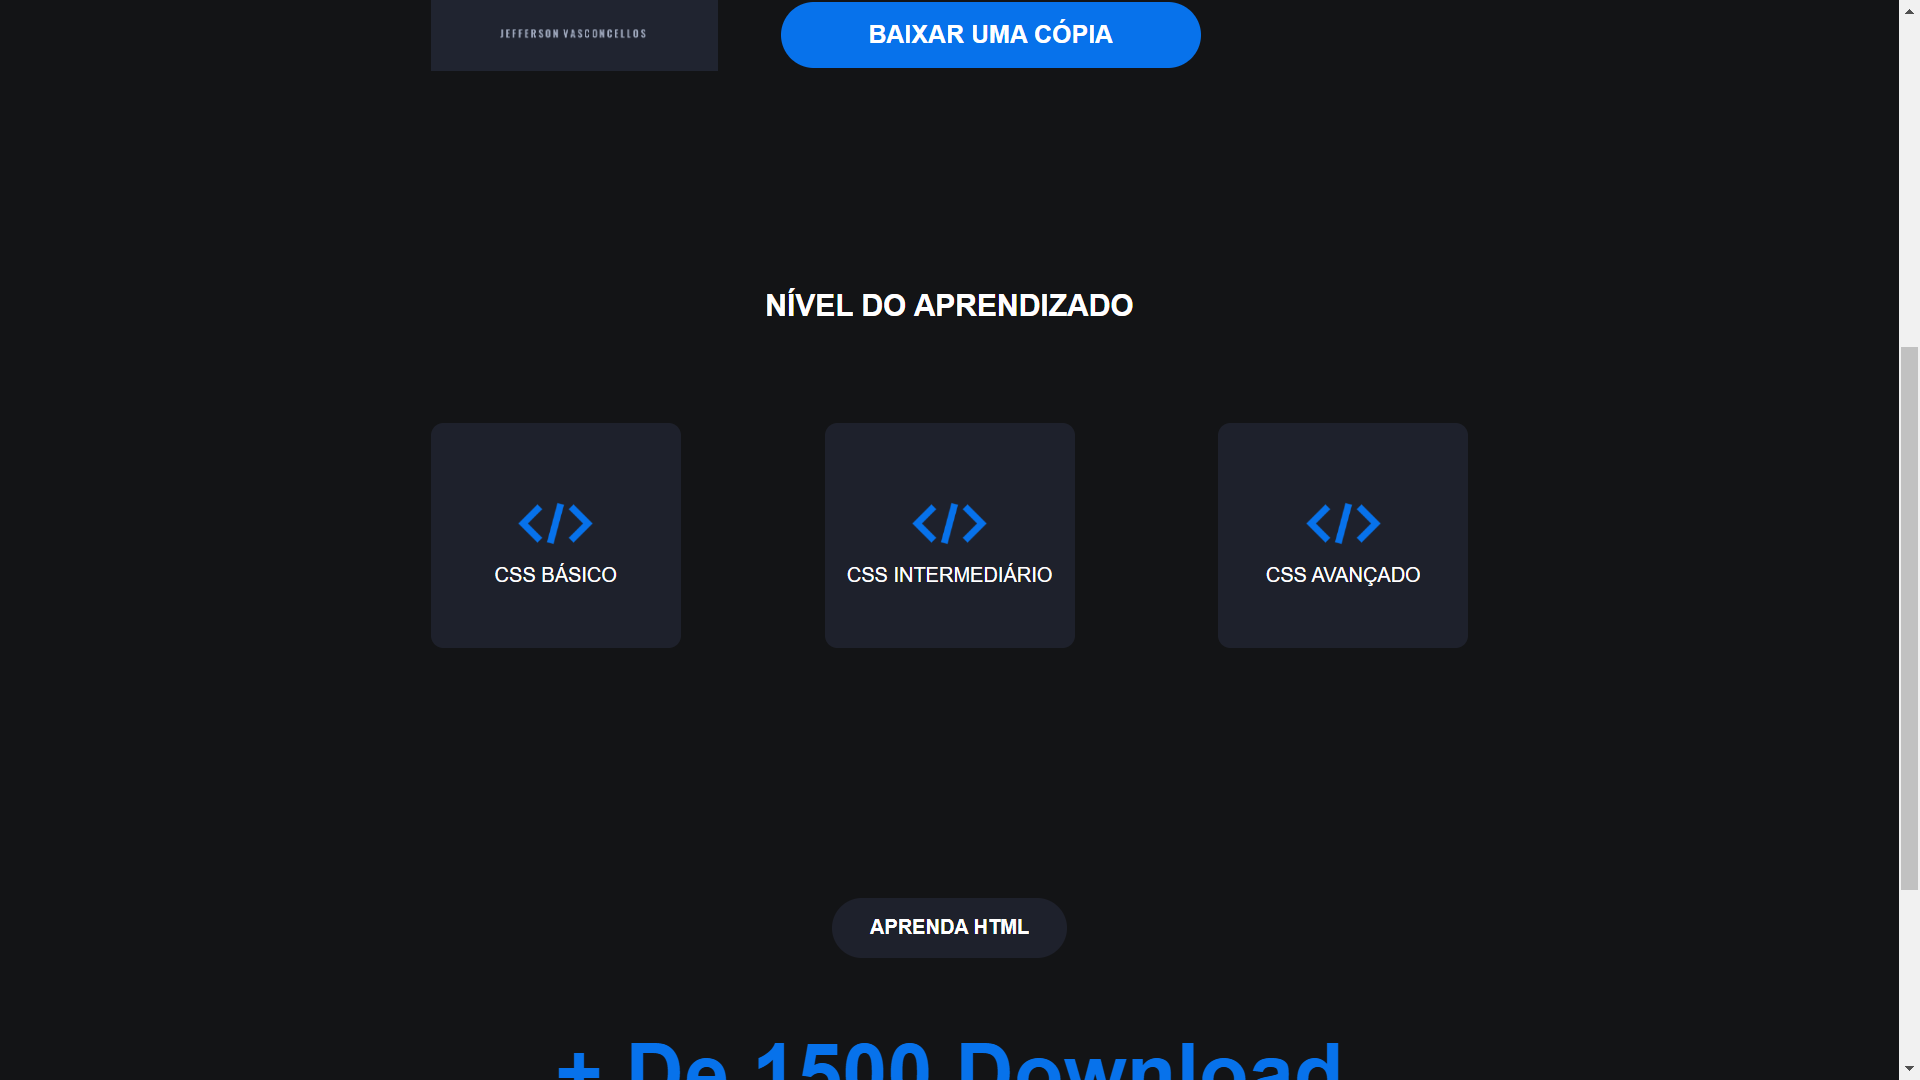 JEFFERSON VASCONCELLOS
BAIXAR UMA CÓPIA
NÍVEL DO APRENDIZADO
CSS BÁSICO
CSS INTERMEDIÁRIO
CSS AVANÇADO
APRENDA HTML
+ De 1500 Download